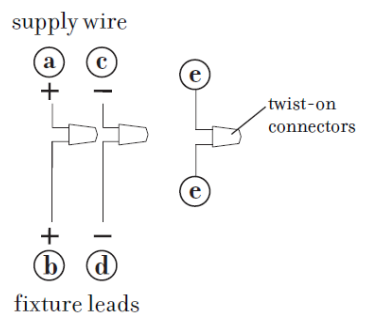 supply wire
a c
e
+ −
twist-on
connectors
e
+ −
b d
fixture leads